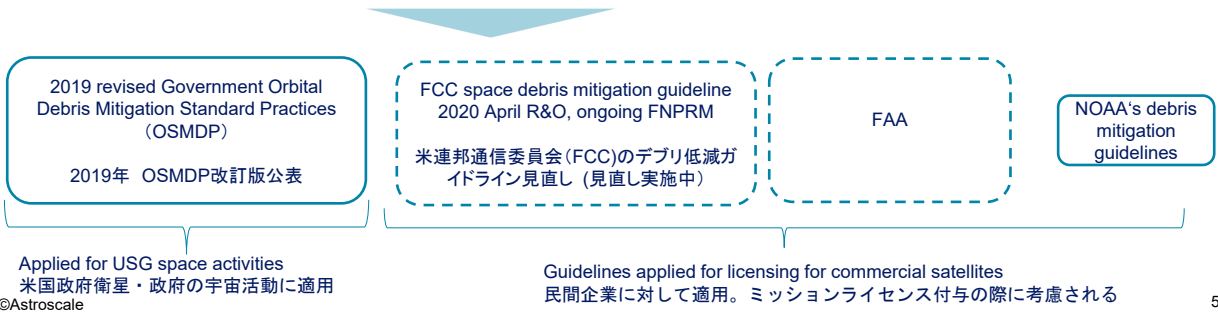 2019 revised Government Orbital
Debris Mitigation Standard Practices
（OSMDP）
2019年 OSMDP改訂版公表
FCC space debris mitigation guideline
2020 April R&O, ongoing FNPRM
米連邦通信委員会（FCC)のデブリ低減ガ
イドライン見直し (見直し実施中）
FAA
NOAA‘s debris
mitigation
guidelines
Applied for USG space activities
米国政府衛星・政府の宇宙活動に適用
Guidelines applied for licensing for commercial satellites
民間企業に対して適用。ミッションライセンス付与の際に考慮される
©Astroscale
5